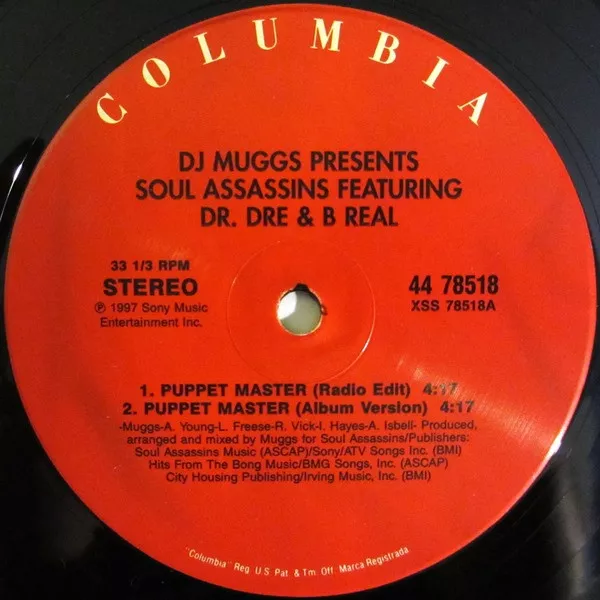 COLUMBIA
DJ MUGGS PRESENTS
SOUL ASSASSINS FEATURING
DR. DRE & B REAL
33 1/3 RPM
STEREO
Ⓟ 1997 Sony Music
Entertainment Inc.
44 78518
XSS 78518A
1. PUPPET MASTER (Radio Edit) 4:17
2. PUPPET MASTER (Album Version) 4:17
-Muggs-A. Young-L. Freese-R. Vick-I. Hayes-A. Isbell- Produced,
arranged and mixed by Muggs for Soul Assassins/Publishers:
Soul Assassins Music (ASCAP)/Sony/ATV Songs Inc. (BMI)
Hits From The Bong Music/BMG Songs, Inc. (ASCAP)
City Housing Publishing/Irving Music, Inc. (BMI)
"Columbia" Reg. U.S. Pat. & Tm. Off. Marca Registrada.